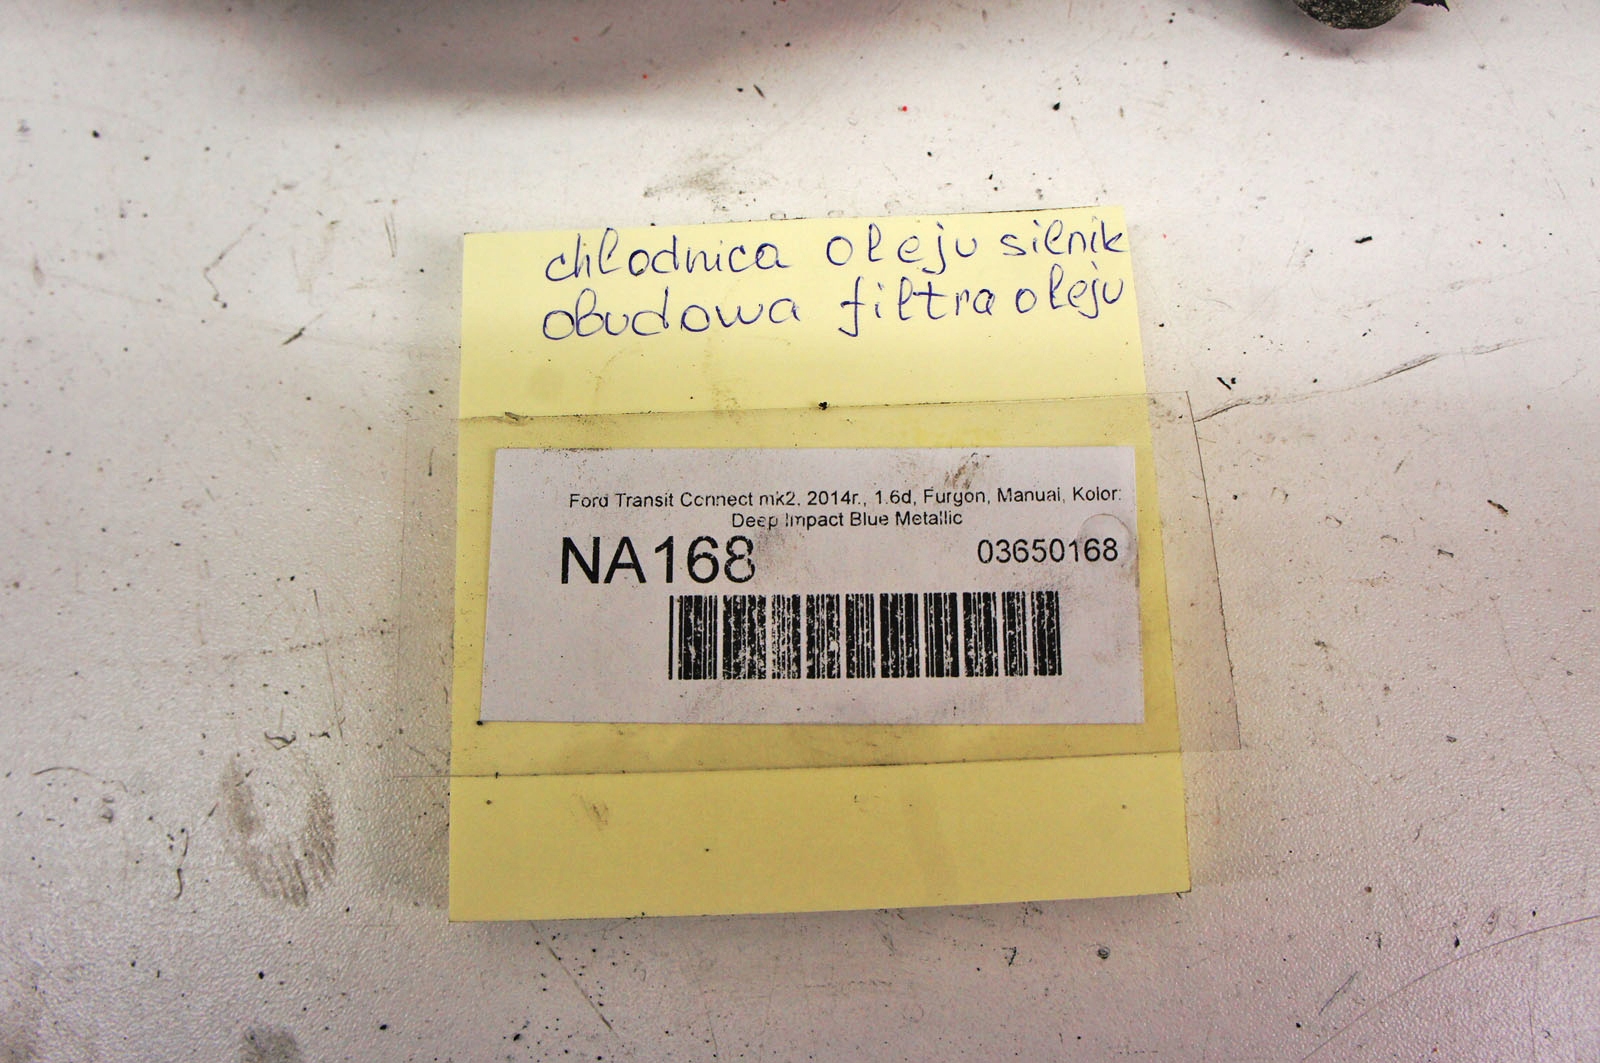 chłodnica oleju silnik
obudowa filtra oleju
Ford Transit Connect mk2, 2014r., 1.6d, Furgon, Manual, Kolor:
Deep Impact Blue Metallic
NA168
03650168